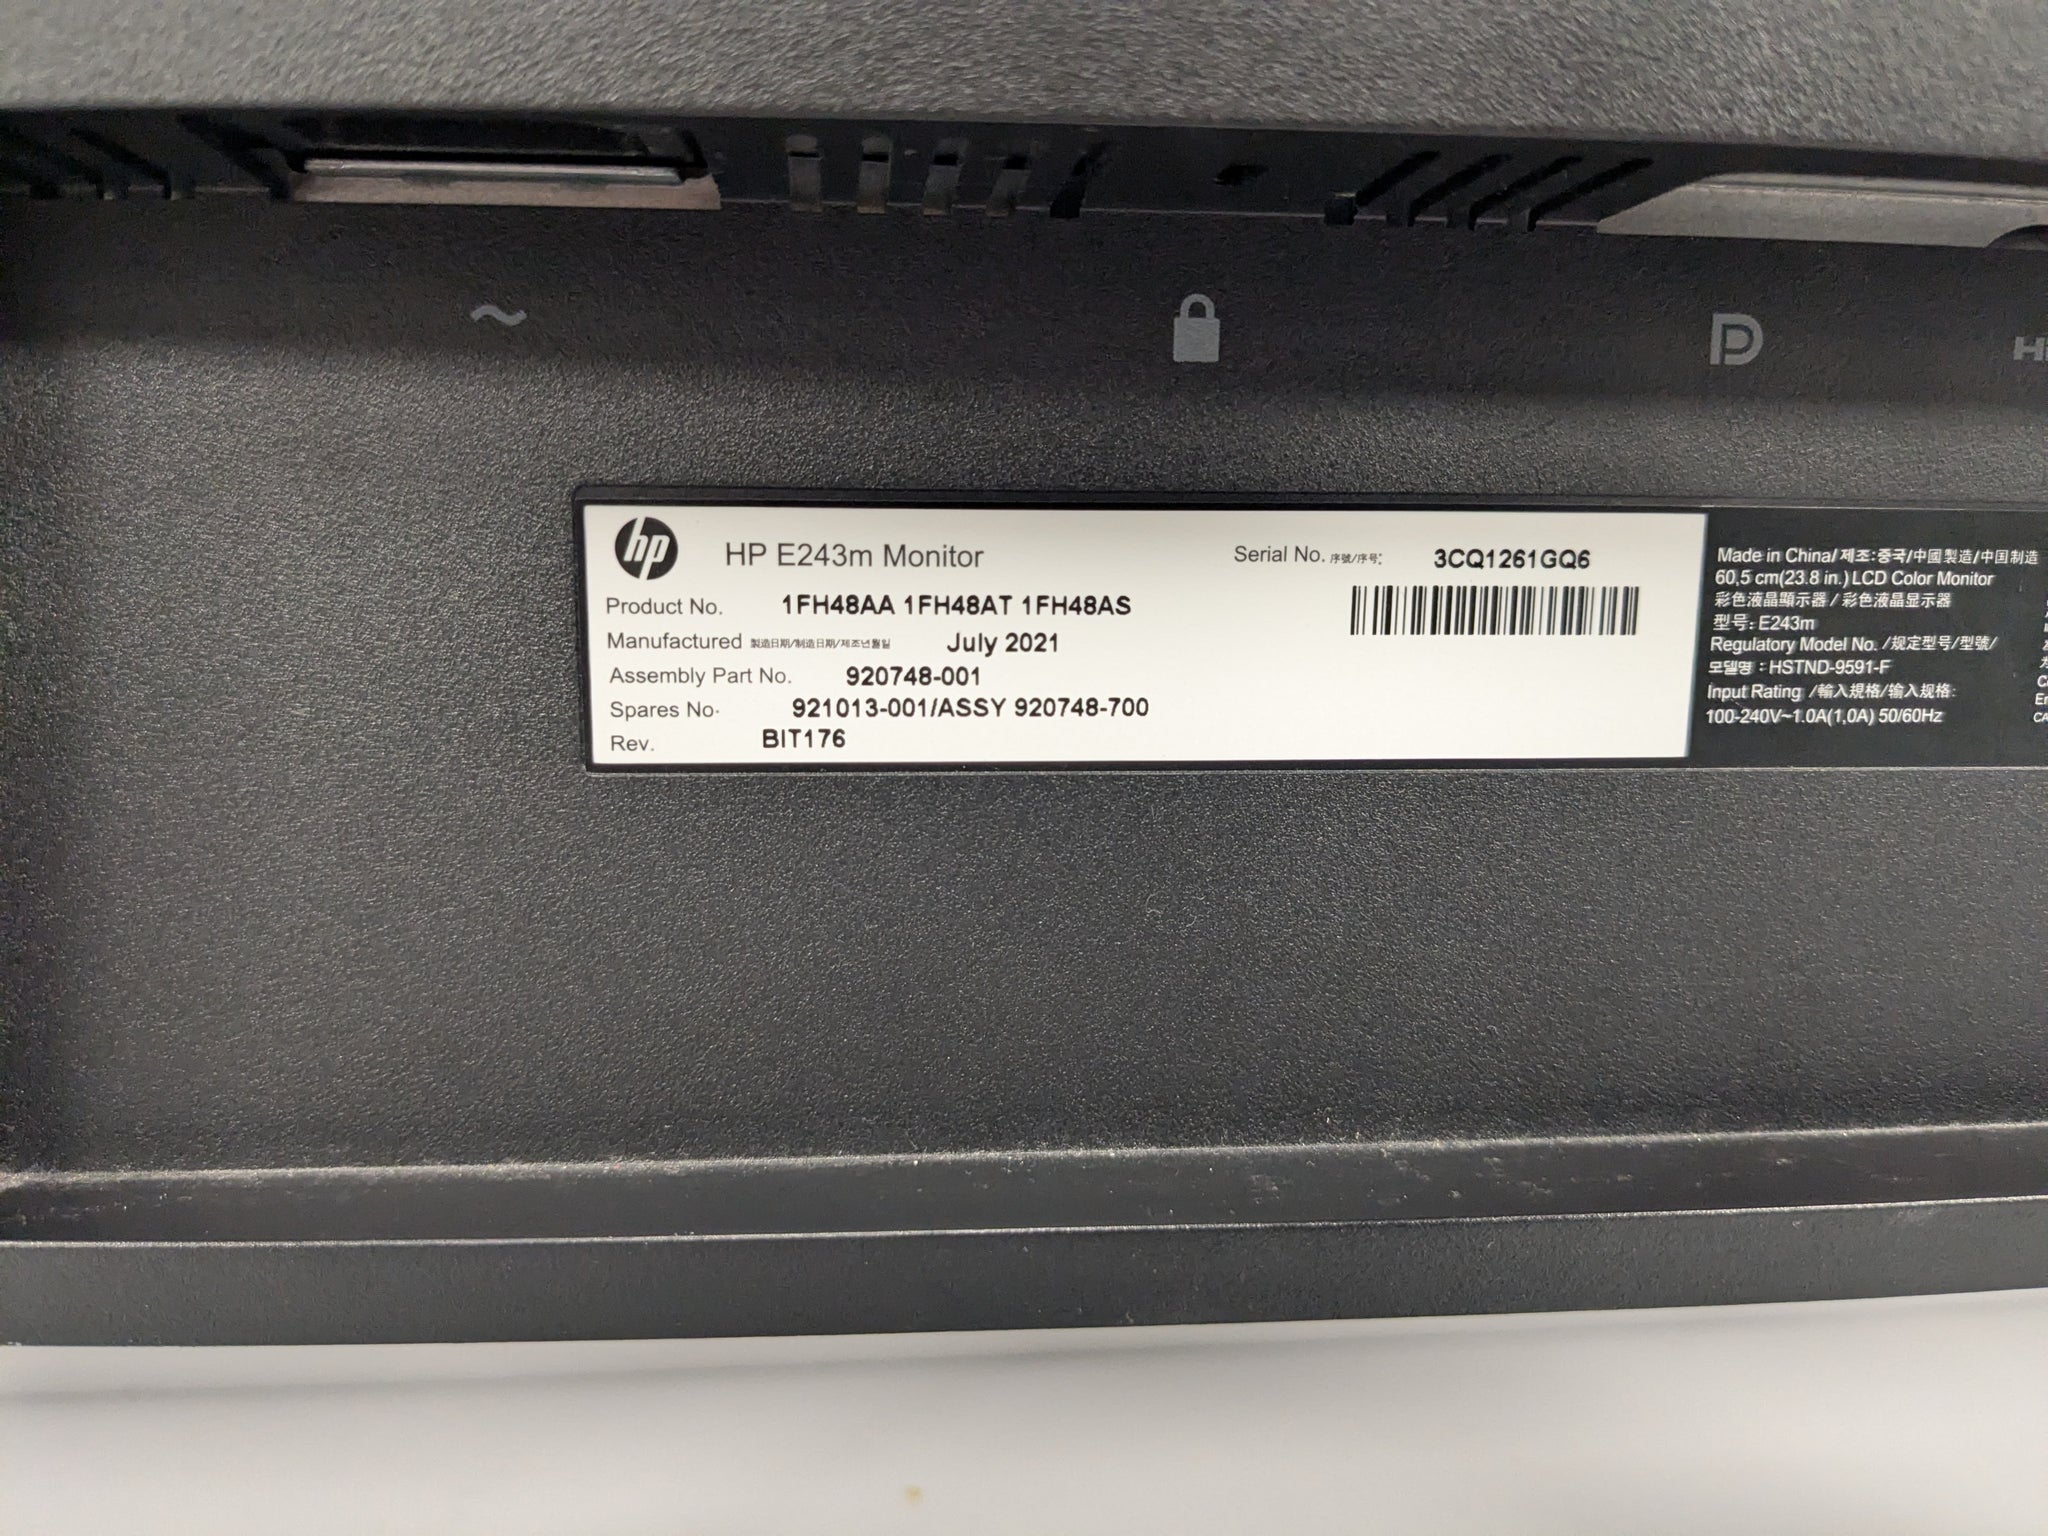 HP E243m Monitor
Serial No. 序號/序号: 3CQ1261GQ6
Product No. 1FH48AA 1FH48AT 1FH48AS
Manufactured 製造日期/制造日期/제조년월일 July 2021
Assembly Part No. 920748-001
Spares No. 921013-001/ASSY 920748-700
Rev. BIT176
hp
Made in China/제조:중국/中國製造/中国制造
60,5 cm(23.8 in.) LCD Color Monitor
彩色液晶顯示器 / 彩色液晶显示器
型号: E243m
Regulatory Model No. /规定型号/型號/
모델명 : HSTND-9591-F
Input Rating /輸入規格/输入规格:
100-240V~1.0A(1,0A) 50/60Hz